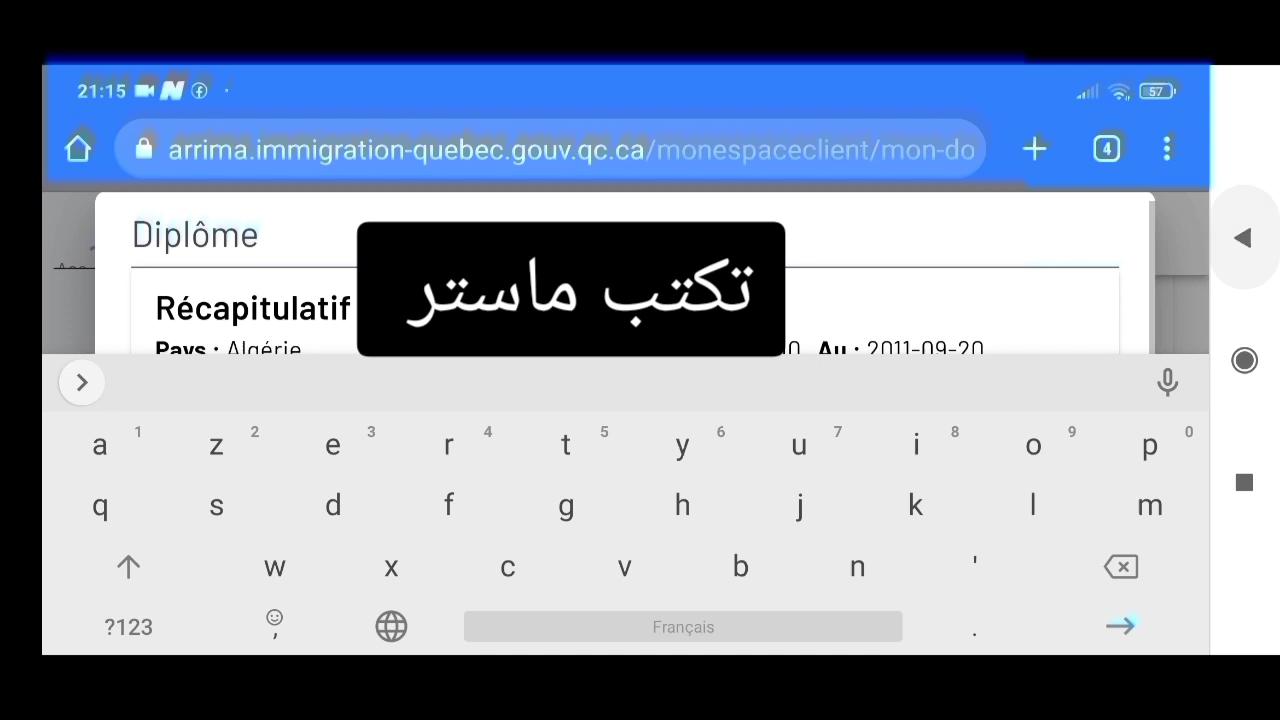 21:15
57
arrima.immigration-quebec.gouv.qc.ca/monespaceclient/mon-do
4
Diplôme
تكتب ماستر
Récapitulatif
Pays : Algérie
0 Au : 2011-09-20
a 1 z 2 e 3 r 4 t 5 y 6 u 7 i 8 o 9 p 0
q s d f g h j k l m
w x c v b n '
?123 , Français .